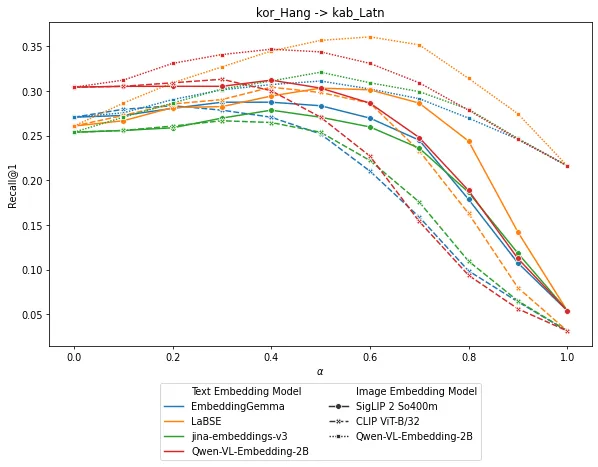 kor_Hang -> kab_Latn
Recall@1
0.35
0.30
0.25
0.20
0.15
0.10
0.05
0.0 0.2 0.4 0.6 0.8 1.0
α
Text Embedding Model Image Embedding Model
EmbeddingGemma SigLIP 2 So400m
LaBSE CLIP ViT-B/32
jina-embeddings-v3 Qwen-VL-Embedding-2B
Qwen-VL-Embedding-2B